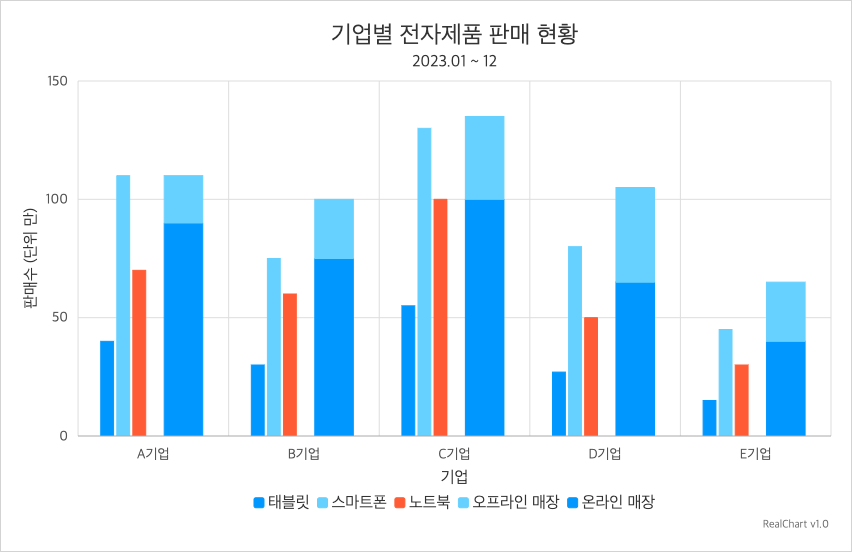 기업별 전자제품 판매 현황
2023.01 ~ 12
판매수 (단위 만)
150
100
50
0
A기업 B기업 C기업 D기업 E기업
기업
태블릿 스마트폰 노트북 오프라인 매장 온라인 매장
RealChart v1.0